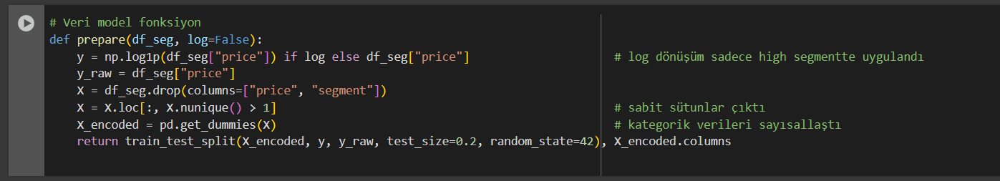 # Veri model fonksiyon
def prepare(df_seg, log=False):
    y = np.log1p(df_seg["price"]) if log else df_seg["price"]                     # log dönüşüm sadece high segmentte uygulandı
    y_raw = df_seg["price"]
    X = df_seg.drop(columns=["price", "segment"])
    X = X.loc[:, X.nunique() > 1]                                                 # sabit sütunlar çıktı
    X_encoded = pd.get_dummies(X)                                                 # kategorik verileri sayısallaştı
    return train_test_split(X_encoded, y, y_raw, test_size=0.2, random_state=42), X_encoded.columns